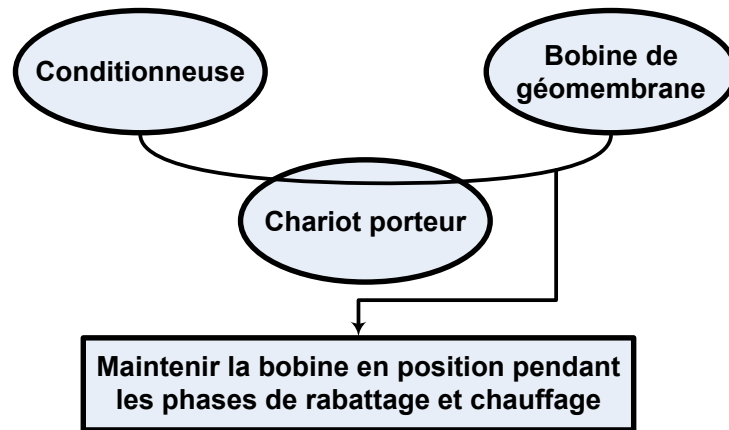 Conditionneuse
Bobine de
géomembrane
Chariot porteur
Maintenir la bobine en position pendant
les phases de rabattage et chauffage